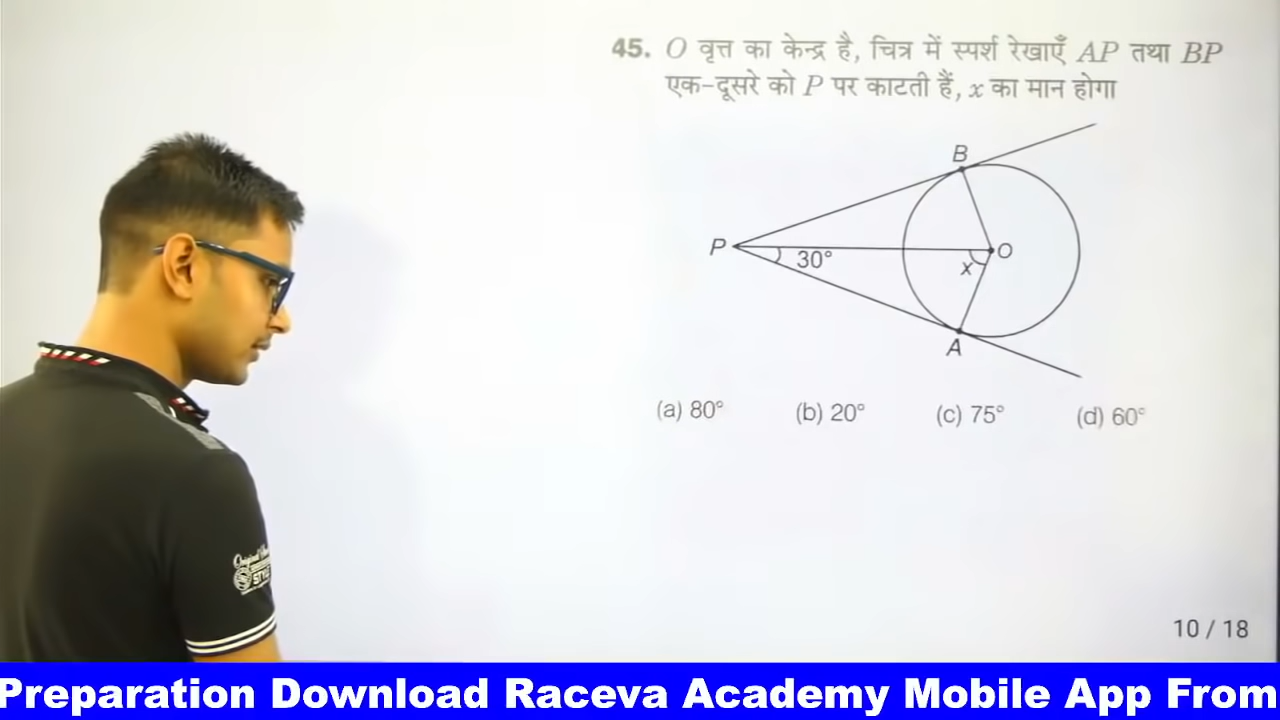 45. O वृत्त का केन्द्र है, चित्र में स्पर्श रेखाएँ AP तथा BP
एक-दूसरे को P पर काटती हैं, x का मान होगा
B
P
30°
O
x
A
(a) 80° (b) 20° (c) 75° (d) 60°
10 / 18
Preparation Download Raceva Academy Mobile App From